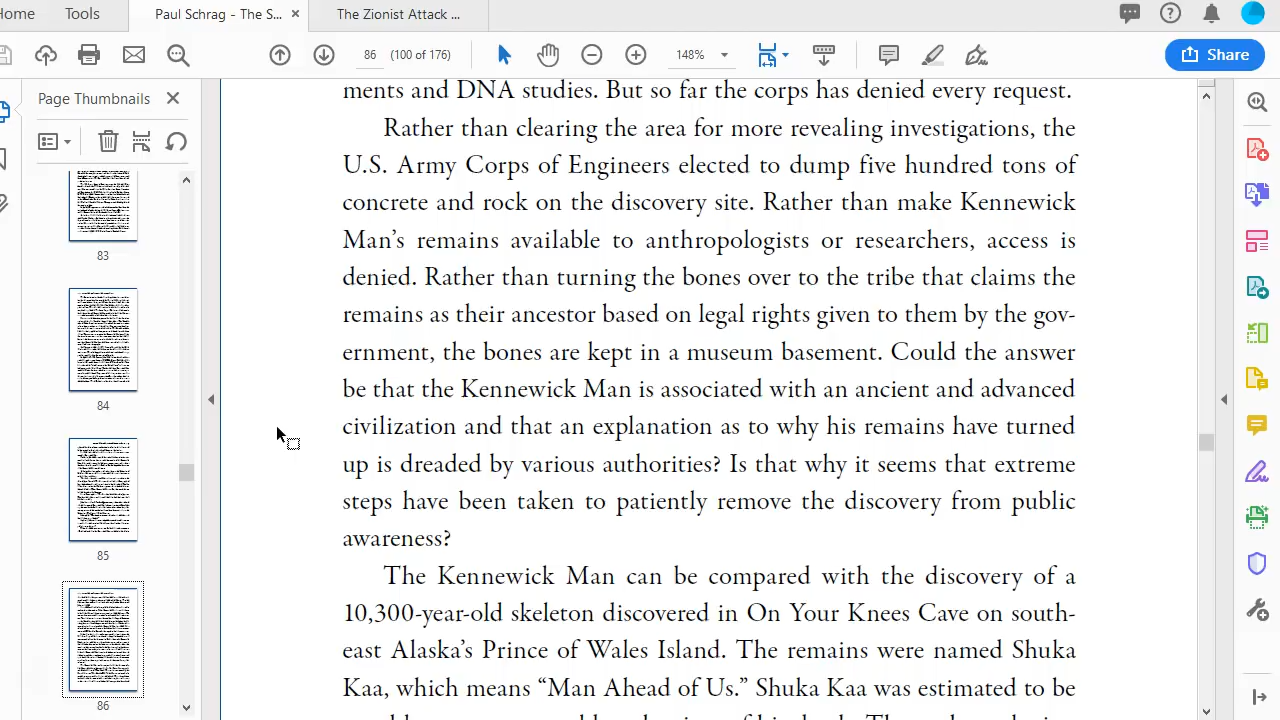 Home
Tools
Paul Schrag - The S...
The Zionist Attack ...
86
(100 of 176)
148%
Share
Page Thumbnails
83
84
85
86
ments and DNA studies. But so far the corps has denied every request.
Rather than clearing the area for more revealing investigations, the
U.S. Army Corps of Engineers elected to dump five hundred tons of
concrete and rock on the discovery site. Rather than make Kennewick
Man’s remains available to anthropologists or researchers, access is
denied. Rather than turning the bones over to the tribe that claims the
remains as their ancestor based on legal rights given to them by the gov-
ernment, the bones are kept in a museum basement. Could the answer
be that the Kennewick Man is associated with an ancient and advanced
civilization and that an explanation as to why his remains have turned
up is dreaded by various authorities? Is that why it seems that extreme
steps have been taken to patiently remove the discovery from public
awareness?
The Kennewick Man can be compared with the discovery of a
10,300-year-old skeleton discovered in On Your Knees Cave on south-
east Alaska’s Prince of Wales Island. The remains were named Shuka
Kaa, which means “Man Ahead of Us.” Shuka Kaa was estimated to be